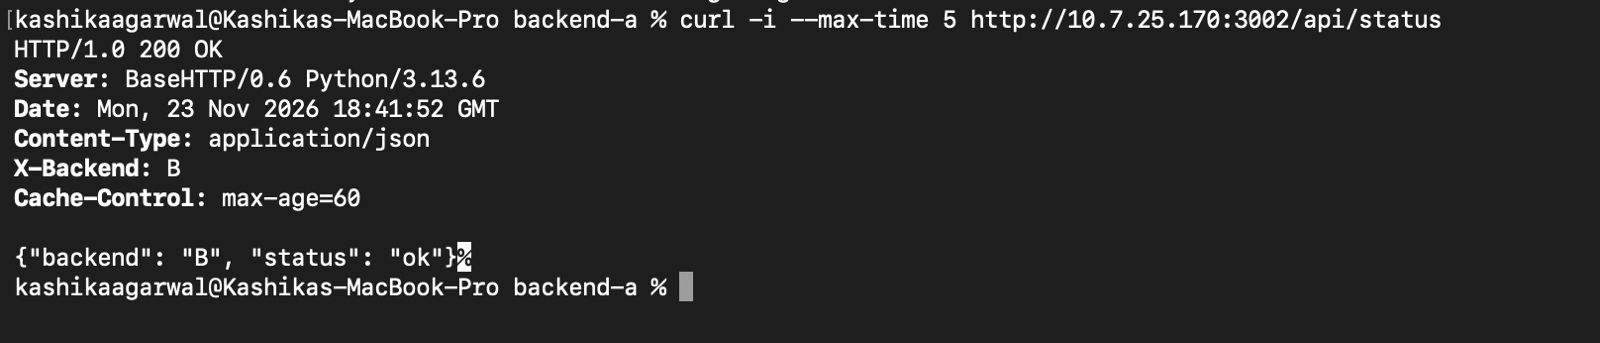 [kashikaagarwal@Kashikas-MacBook-Pro backend-a % curl -i --max-time 5 http://10.7.25.170:3002/api/status
HTTP/1.0 200 OK
Server: BaseHTTP/0.6 Python/3.13.6
Date: Mon, 23 Nov 2026 18:41:52 GMT
Content-Type: application/json
X-Backend: B
Cache-Control: max-age=60
{"backend": "B", "status": "ok"}%
kashikaagarwal@Kashikas-MacBook-Pro backend-a %